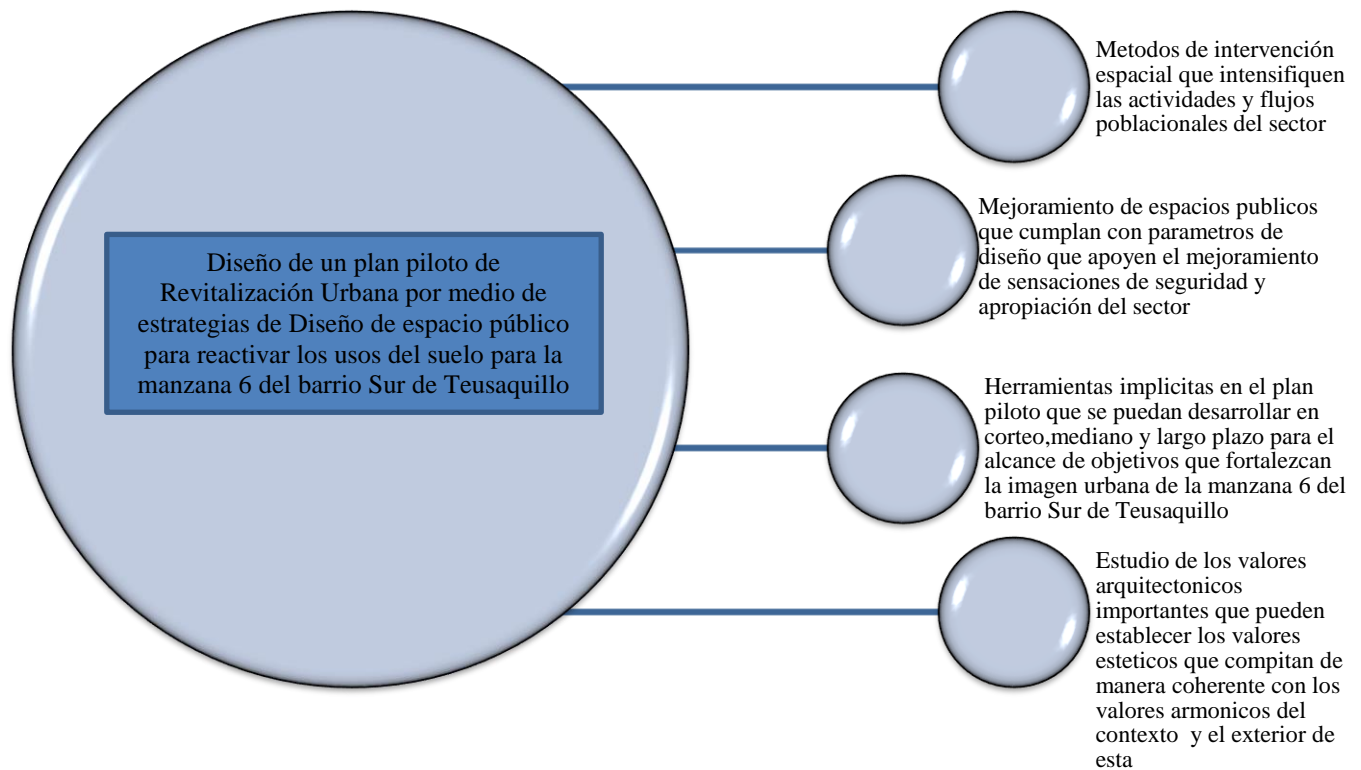 Diseño de un plan piloto de
Revitalización Urbana por medio de
estrategias de Diseño de espacio público
para reactivar los usos del suelo para la
manzana 6 del barrio Sur de Teusaquillo
Metodos de intervención
espacial que intensifiquen
las actividades y flujos
poblacionales del sector
Mejoramiento de espacios publicos
que cumplan con parametros de
diseño que apoyen el mejoramiento
de sensaciones de seguridad y
apropiación del sector
Herramientas implicitas en el plan
piloto que se puedan desarrollar en
corteo,mediano y largo plazo para el
alcance de objetivos que fortalezcan
la imagen urbana de la manzana 6 del
barrio Sur de Teusaquillo
Estudio de los valores
arquitectonicos
importantes que pueden
establecer los valores
esteticos que compitan de
manera coherente con los
valores armonicos del
contexto y el exterior de
esta